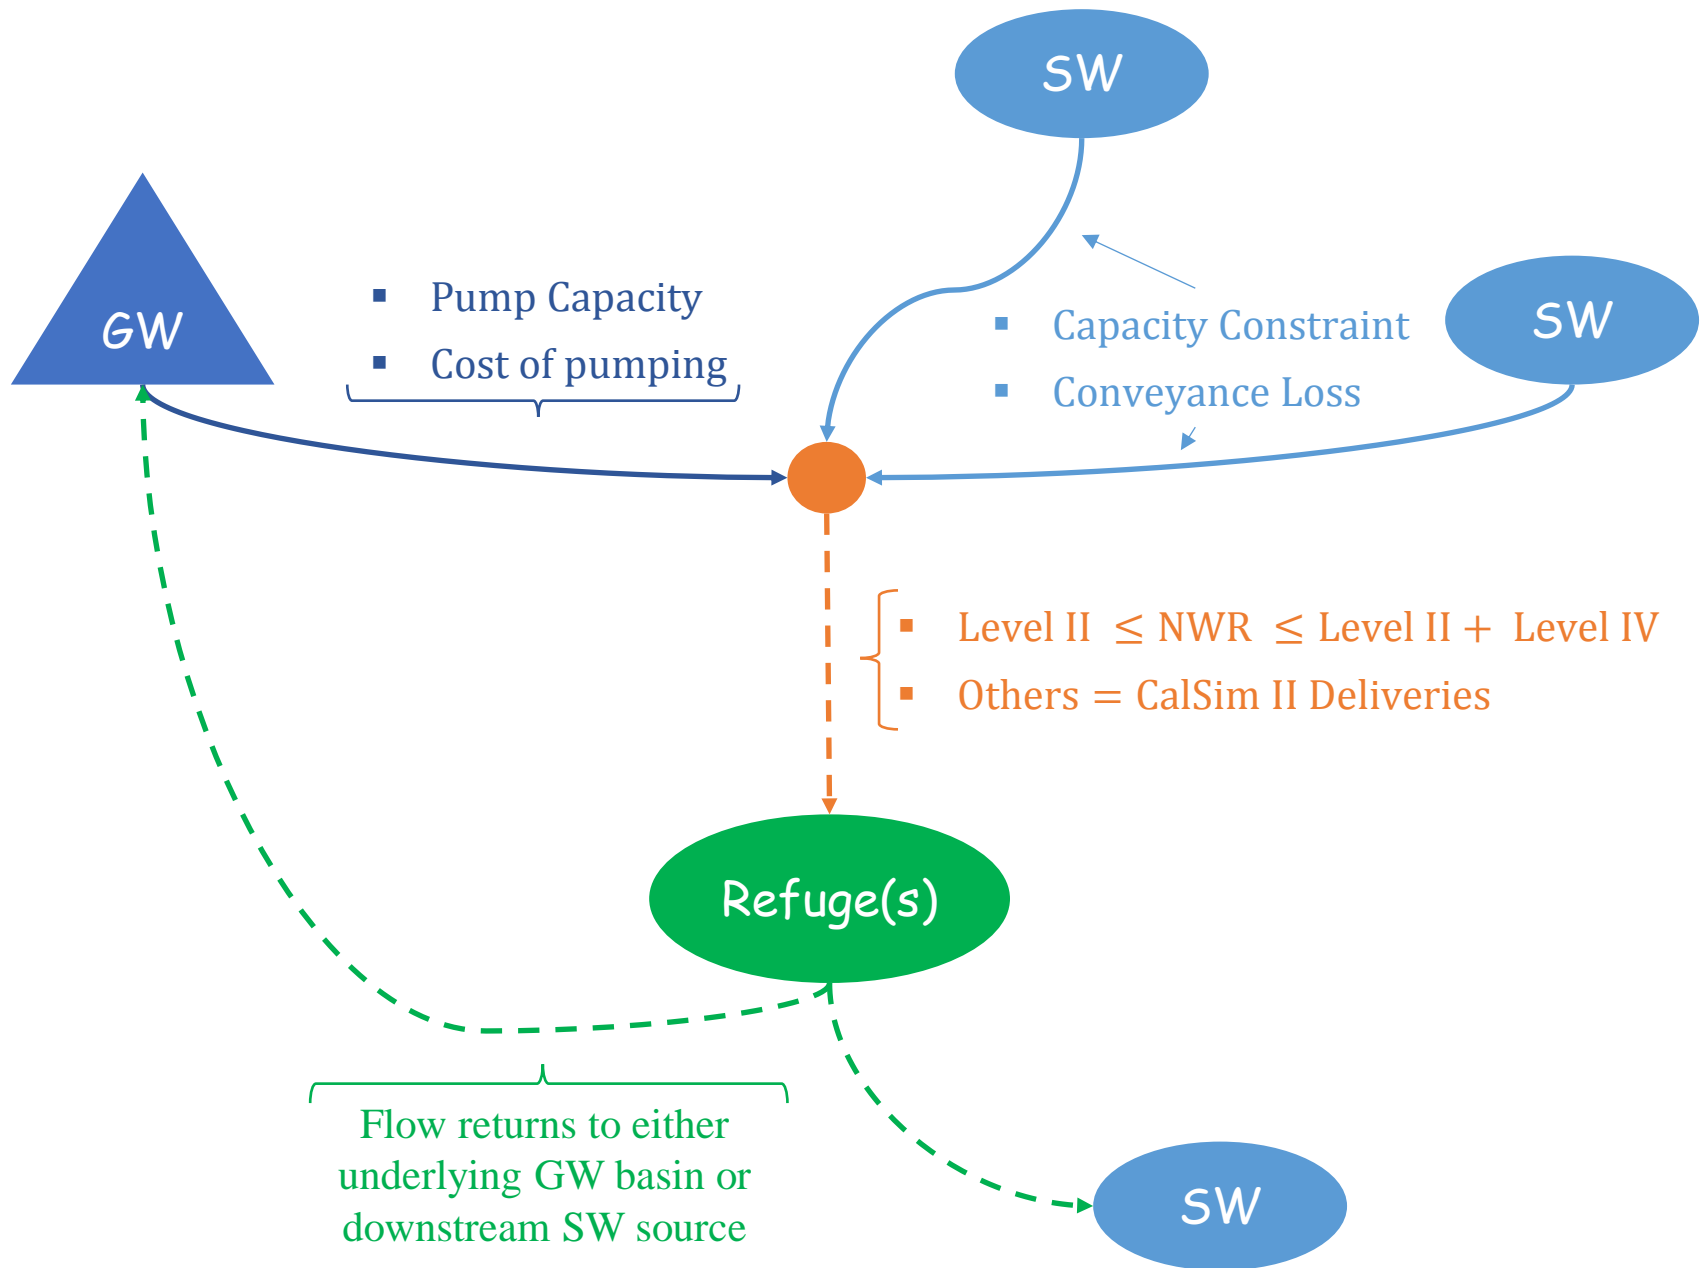 SW
GW
▪ Pump Capacity
▪ Cost of pumping
▪ Capacity Constraint
▪ Conveyance Loss
SW
▪ Level II ≤ NWR ≤ Level II + Level IV
▪ Others = CalSim II Deliveries
Refuge(s)
Flow returns to either
underlying GW basin or
downstream SW source
SW